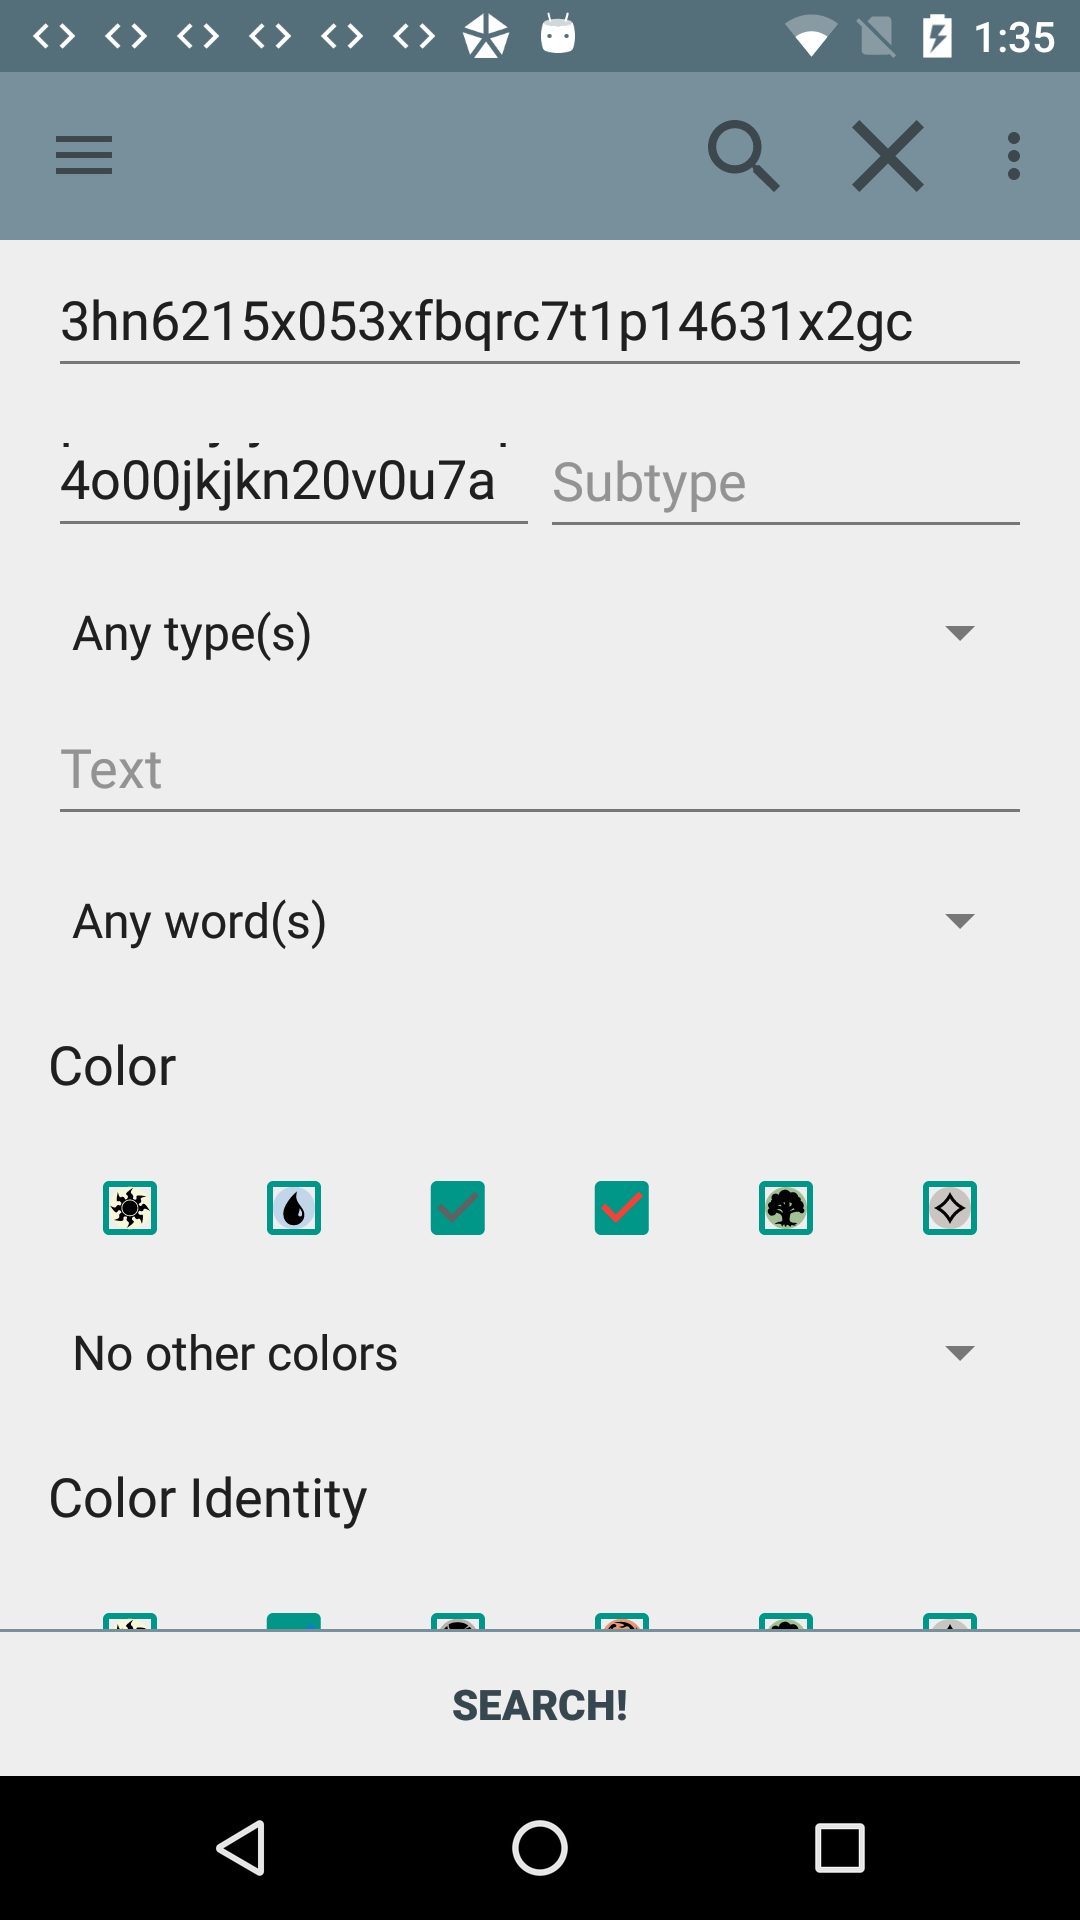 1:35
3hn6215x053xfbqrc7t1p14631x2gc
4o00jkjkn20v0u7a
Subtype
Any type(s)
Text
Any word(s)
Color
No other colors
Color Identity
SEARCH!